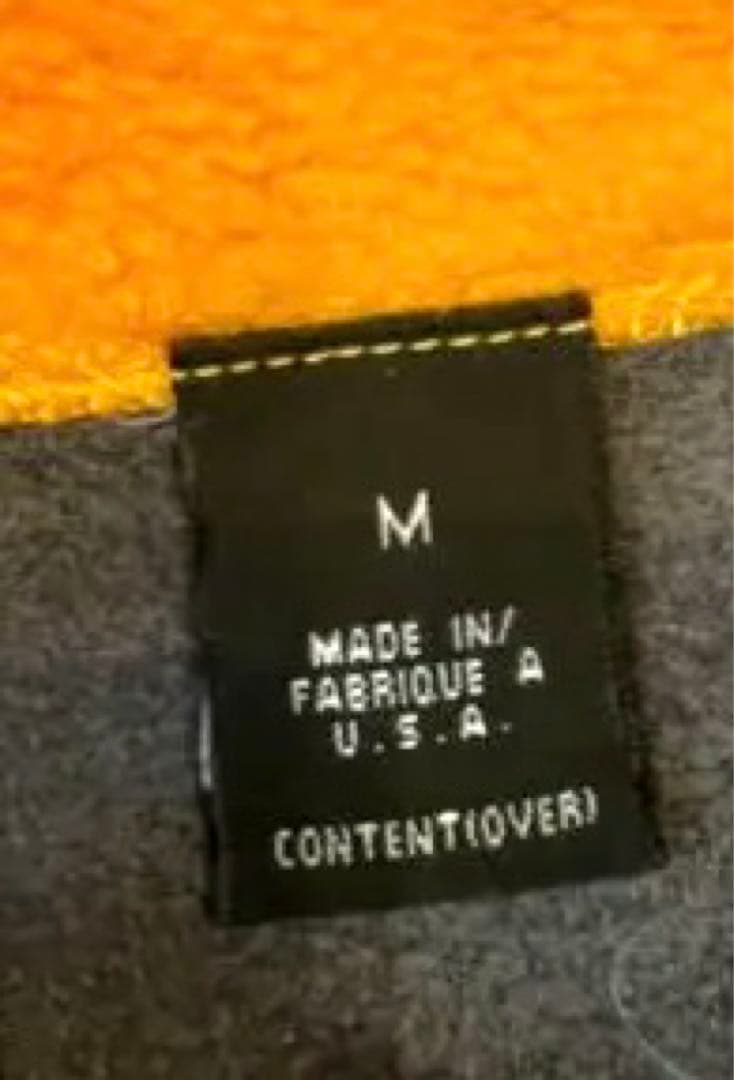 M
MADE IN/
FABRIQUE A
U.S.A.
CONTENT(OVER)